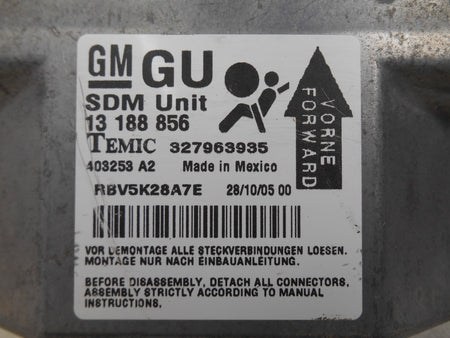 GM GU
SDM Unit
13 188 856
TEMIC 327963935
403253 A2 Made in Mexico
RBV5K28A7E 28/10/05 00
VORNE
FORWARD
VOR DEMONTAGE ALLE STECKVERBINDUNGEN LOESEN.
MONTAGE NUR NACH EINBAUANLEITUNG.
BEFORE DISASSEMBLY, DETACH ALL CONNECTORS,
ASSEMBLY STRICTLY ACCORDING TO MANUAL
INSTRUCTIONS.